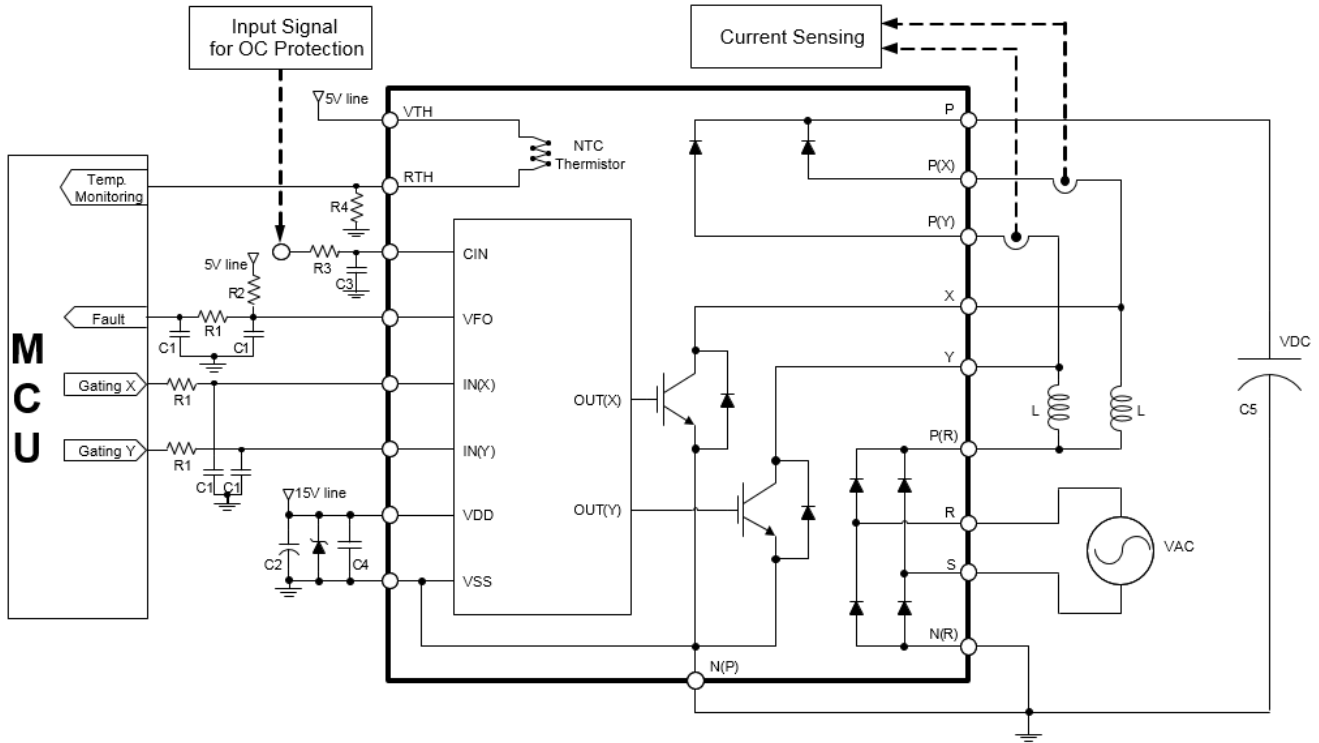 Input Signal
for OC Protection
Current Sensing
5V line
VTH
NTC
Thermistor
P
P(X)
P(Y)
Temp.
Monitoring
RTH
R4
CIN
R3
C3
5V line
R2
Fault
R1
C1
C1
VFO
X
Y
VDC
C5
M
C
U
Gating X
R1
IN(X)
OUT(X)
L
L
Gating Y
R1
IN(Y)
P(R)
C1
C1
15V line
VDD
OUT(Y)
R
VAC
C2
C4
VSS
S
N(R)
N(P)